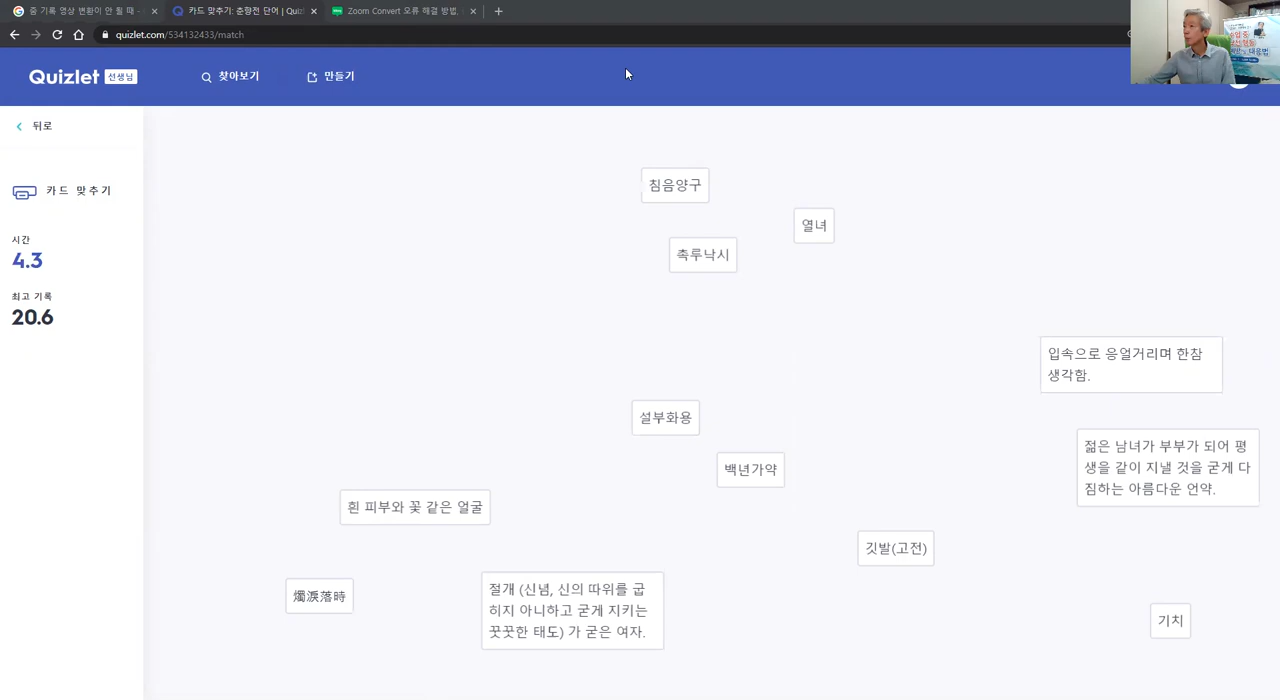 줌 기록 영상 변환이 안 될 때 -
카드 맞추기: 춘향전 단어 | Quiz
Zoom Convert 오류 해결 방법,
quizlet.com/534132433/match
Quizlet 선생님
찾아보기
만들기
뒤로
카드 맞추기
시간
4.3
최고 기록
20.6
침음양구
열녀
촉루낙시
입속으로 웅얼거리며 한참
생각함.
설부화용
젊은 남녀가 부부가 되어 평
생을 같이 지낼 것을 굳게 다
짐하는 아름다운 언약.
백년가약
흰 피부와 꽃 같은 얼굴
깃발(고전)
燭淚落時
절개 (신념, 신의 따위를 굽
히지 아니하고 굳게 지키는
꿋꿋한 태도) 가 굳은 여자.
기치